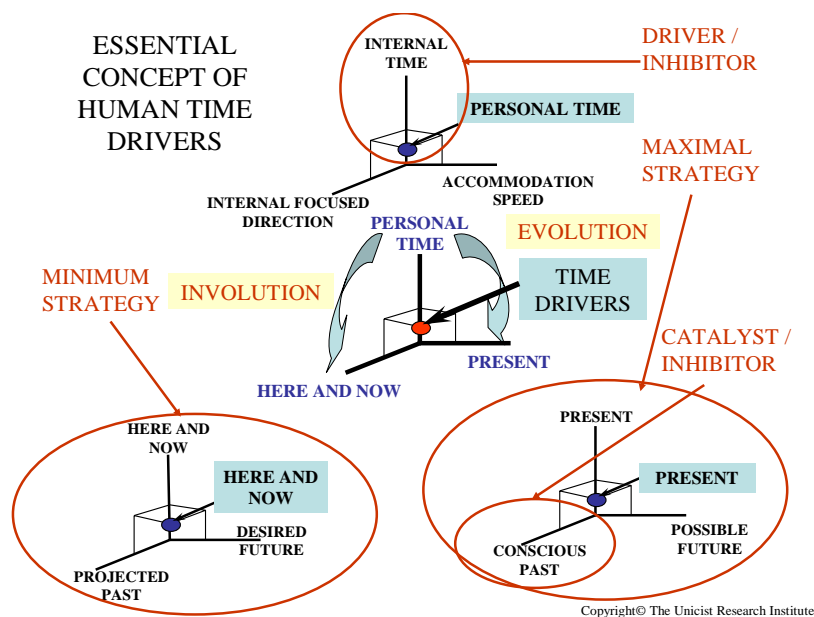 ESSENTIAL
CONCEPT OF
HUMAN TIME
DRIVERS
INTERNAL
TIME
DRIVER /
INHIBITOR
PERSONAL TIME
MAXIMAL
STRATEGY
INTERNAL FOCUSED
DIRECTION
ACCOMMODATION
SPEED
PERSONAL
TIME
EVOLUTION
MINIMUM
STRATEGY
INVOLUTION
TIME
DRIVERS
HERE AND NOW
PRESENT
CATALYST /
INHIBITOR
HERE AND
NOW
HERE AND
NOW
DESIRED
FUTURE
PROJECTED
PAST
PRESENT
PRESENT
CONSCIOUS
PAST
POSSIBLE
FUTURE
Copyright© The Unicist Research Institute